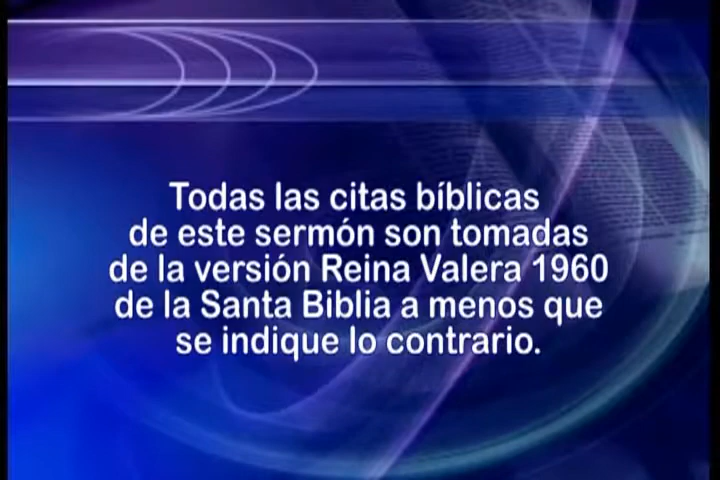 Todas las citas bíblicas
de este sermón son tomadas
de la versión Reina Valera 1960
de la Santa Biblia a menos que
se indique lo contrario.